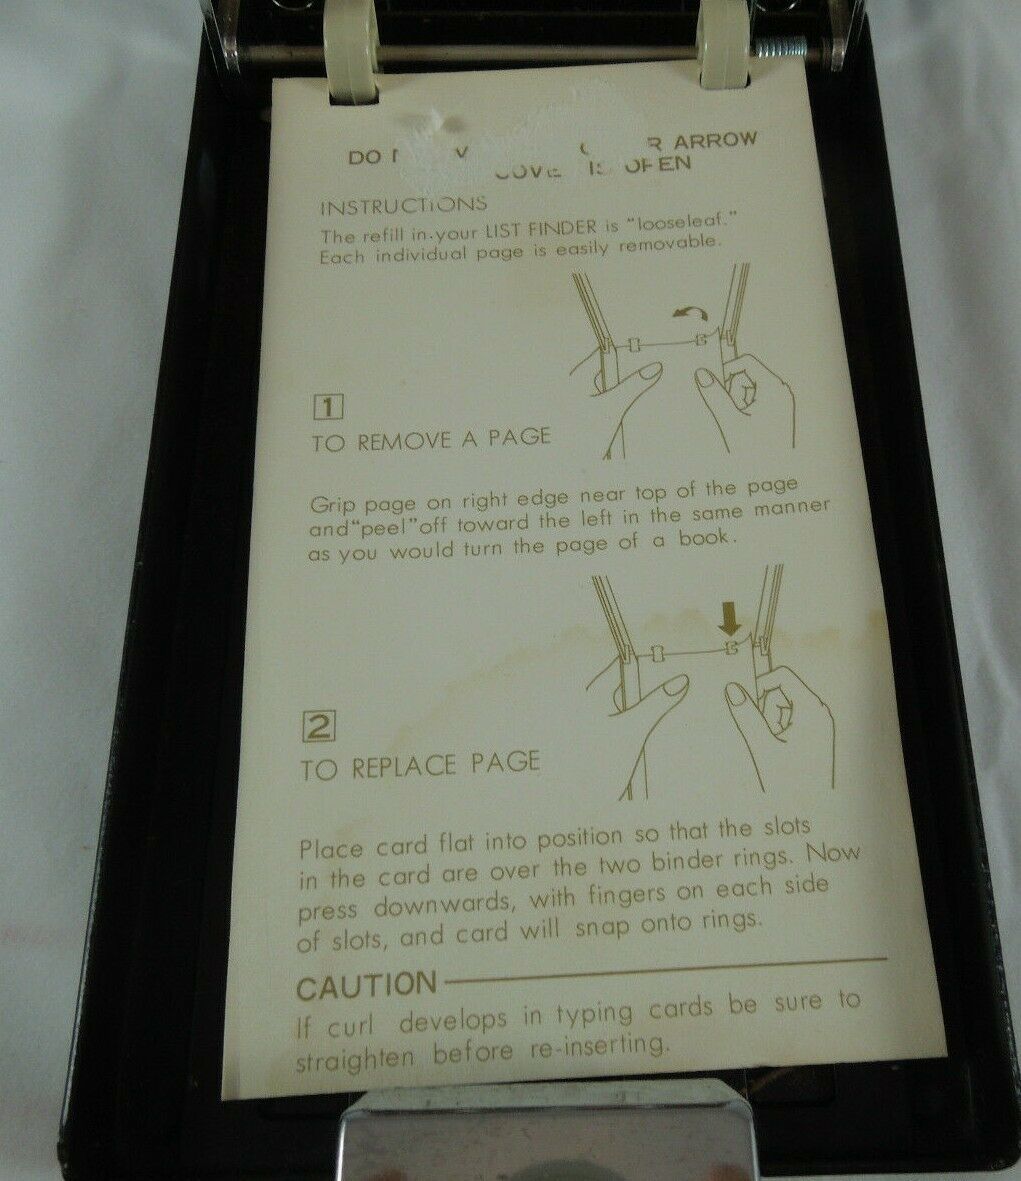 DO ARROW
IS OPEN
INSTRUCTIONS
The refill in your LIST FINDER is "looseleaf."
Each individual page is easily removable.
1
TO REMOVE A PAGE
Grip page on right edge near top of the page
and "peel" off toward the left in the same manner
as you would turn the page of a book.
2
TO REPLACE PAGE
Place card flat into position so that the slots
in the card are over the two binder rings. Now
press downwards, with fingers on each side
of slots, and card will snap onto rings.
CAUTION
If curl develops in typing cards be sure to
straighten before re-inserting.